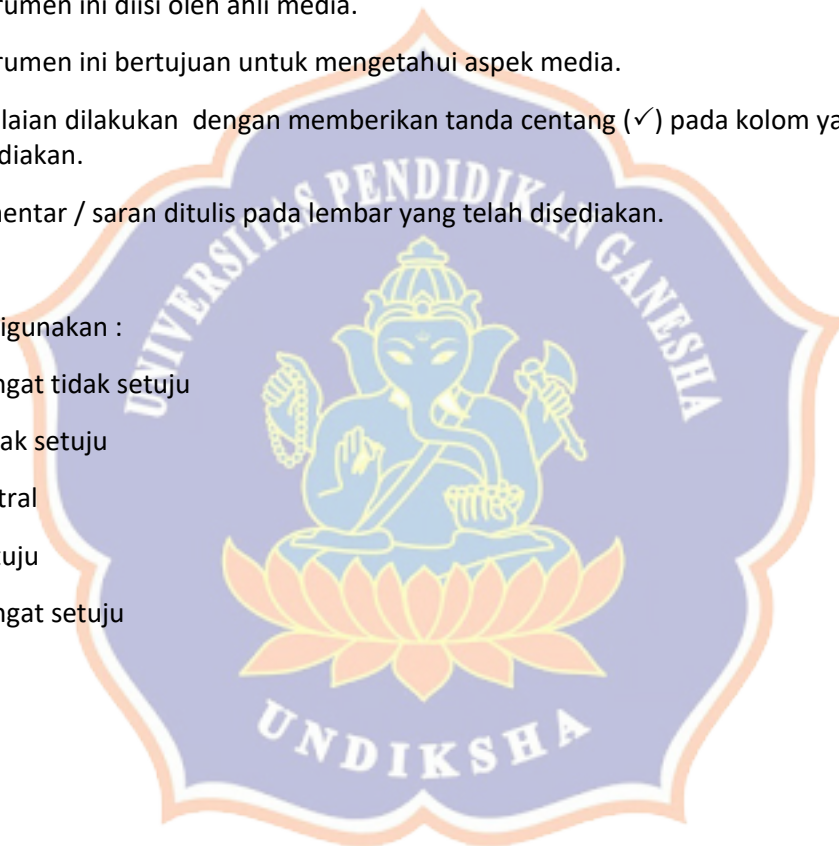 rumen ini diisi oleh ahli media.
rumen ini bertujuan untuk mengetahui aspek media.
laian dilakukan dengan memberikan tanda centang (✓) pada kolom ya
diakan.
entar / saran ditulis pada lembar yang telah disediakan.
igunakan :
ngat tidak setuju
ak setuju
tral
tuju
ngat setuju
UNIVERSITAS PENDIDIKAN GANESHA
UNDIKSHA